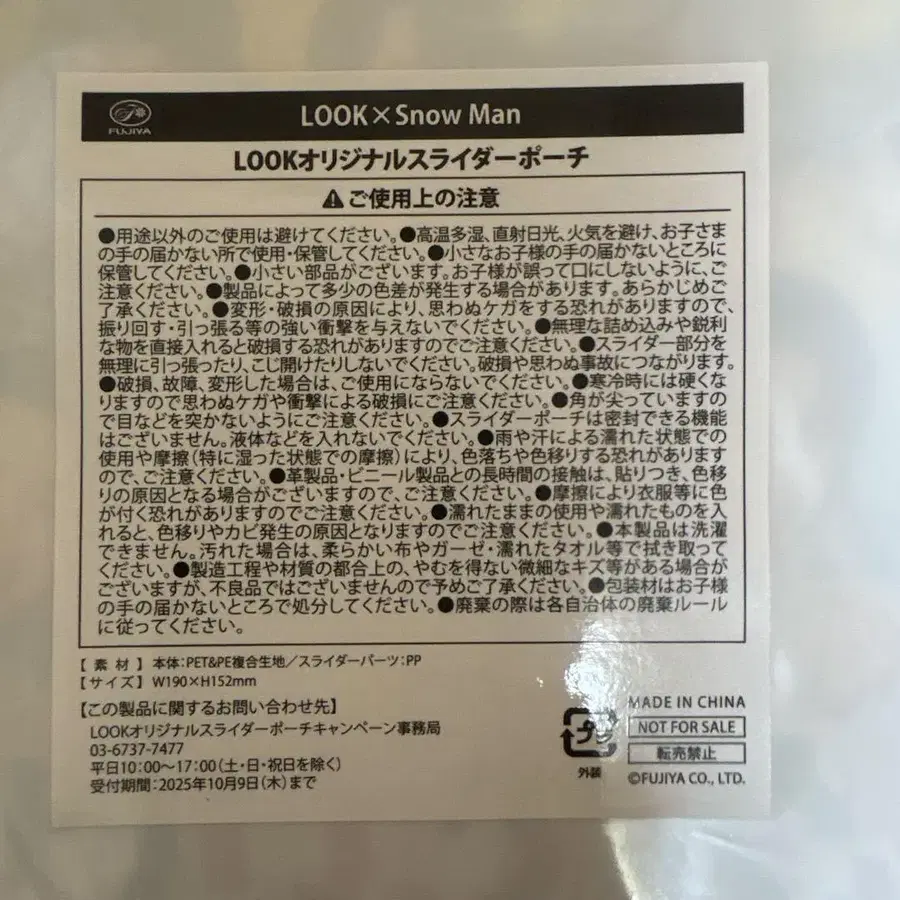 FUJIYA
LOOK×Snow Man
LOOKオリジナルスライダーポーチ
⚠ご使用上の注意
●用途以外のご使用は避けてください。●高温多湿、直射日光、火気を避け、お子さま
の手の届かない所で使用・保管してください。●小さなお子様の手の届かないところに
保管してください。●小さい部品がございます。お子様が誤って口にしないように、ご
注意ください。●製品によって多少の色差が発生する場合があります。あらかじめご
了承ください。●変形・破損の原因により、思わぬケガをする恐れがありますので、
振り回す・引っ張る等の強い衝撃を与えないでください。●無理な詰め込みや鋭利
な物を直接入れると破損する恐れがありますのでご注意ください。●スライダー部分を
無理に引っ張ったり、こじ開けたりしないでください。破損や思わぬ事故につながります。
●破損、故障、変形した場合は、ご使用にならないでください。●寒冷時には硬くな
りますので思わぬケガや衝撃による破損にご注意ください。●角が尖っていますの
で目などを突かないようにご注意ください。●スライダーポーチは密封できる機能
はございません。液体などを入れないでください。●雨や汗による濡れた状態での
使用や摩擦(特に湿った状態での摩擦)により、色落ちや色移りする恐れがあります
ので、ご注意ください。●革製品・ビニール製品との長時間の接触は、貼りつき、色移
りの原因となる場合がございますので、ご注意ください。●摩擦により衣服等に色
が付く恐れがありますのでご注意ください。●濡れたままの使用や濡れたものを入
れると、色移りやカビ発生の原因となりますのでご注意ください。●本製品は洗濯
できません。汚れた場合は、柔らかい布やガーゼ・濡れたタオル等で拭き取って
ください。●製造工程や材質の都合上の、やむを得ない微細なキズ等がある場合が
ございますが、不良品ではございませんので予めご了承ください。●包装材はお子様
の手の届かないところで処分してください。●廃棄の際は各自治体の廃棄ルール
に従ってください。
【素材】本体:PET&PE複合生地/スライダーパーツ:PP
【サイズ】W190×H152mm
【この製品に関するお問い合わせ先】
LOOKオリジナルスライダーポーチキャンペーン事務局
03-6737-7477
平日10:00〜17:00(土・日・祝日を除く)
受付期間:2025年10月9日(木)まで
プラ
外装
MADE IN CHINA
NOT FOR SALE
転売禁止
©FUJIYA CO., LTD.